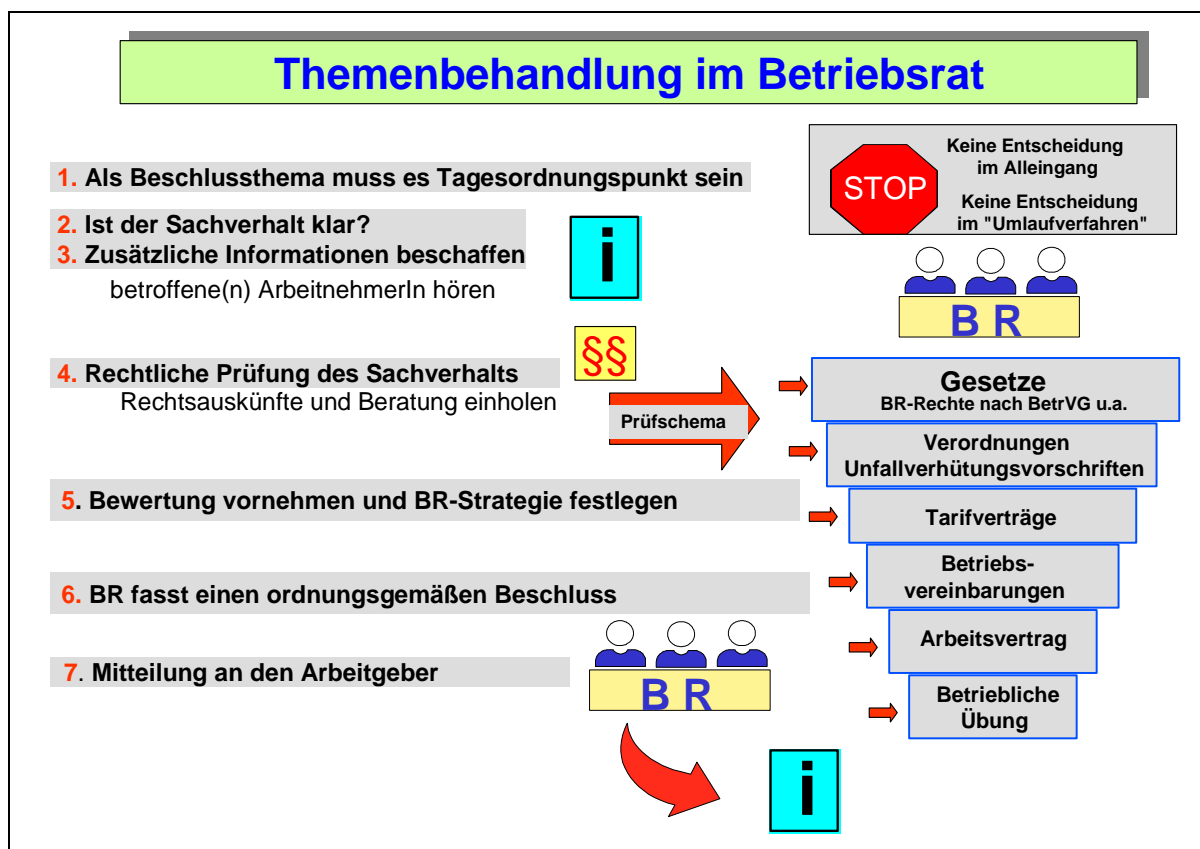 Themenbehandlung im Betriebsrat
1. Als Beschlussthema muss es Tagesordnungspunkt sein
2. Ist der Sachverhalt klar?
3. Zusätzliche Informationen beschaffen
betroffene(n) ArbeitnehmerIn hören
i
4. Rechtliche Prüfung des Sachverhalts
Rechtsauskünfte und Beratung einholen
§§
Prüfschema
5. Bewertung vornehmen und BR-Strategie festlegen
6. BR fasst einen ordnungsgemäßen Beschluss
7. Mitteilung an den Arbeitgeber
B R
i
STOP
Keine Entscheidung
im Alleingang
Keine Entscheidung
im "Umlaufverfahren"
B R
Gesetze
BR-Rechte nach BetrVG u.a.
Verordnungen
Unfallverhütungsvorschriften
Tarifverträge
Betriebs-
vereinbarungen
Arbeitsvertrag
Betriebliche
Übung